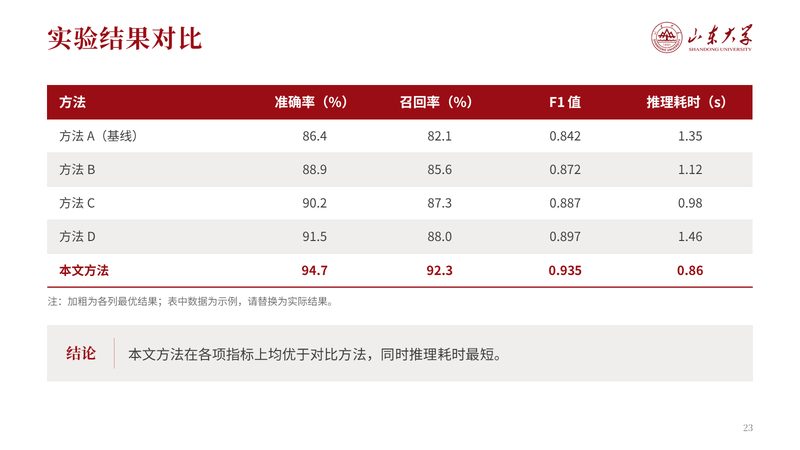 实验结果对比
山东大学
SHANDONG UNIVERSITY
方法 准确率（%） 召回率（%） F1 值 推理耗时（s）
方法 A（基线） 86.4 82.1 0.842 1.35
方法 B 88.9 85.6 0.872 1.12
方法 C 90.2 87.3 0.887 0.98
方法 D 91.5 88.0 0.897 1.46
本文方法 94.7 92.3 0.935 0.86
注：加粗为各列最优结果；表中数据为示例，请替换为实际结果。
结论 本文方法在各项指标上均优于对比方法，同时推理耗时最短。
23